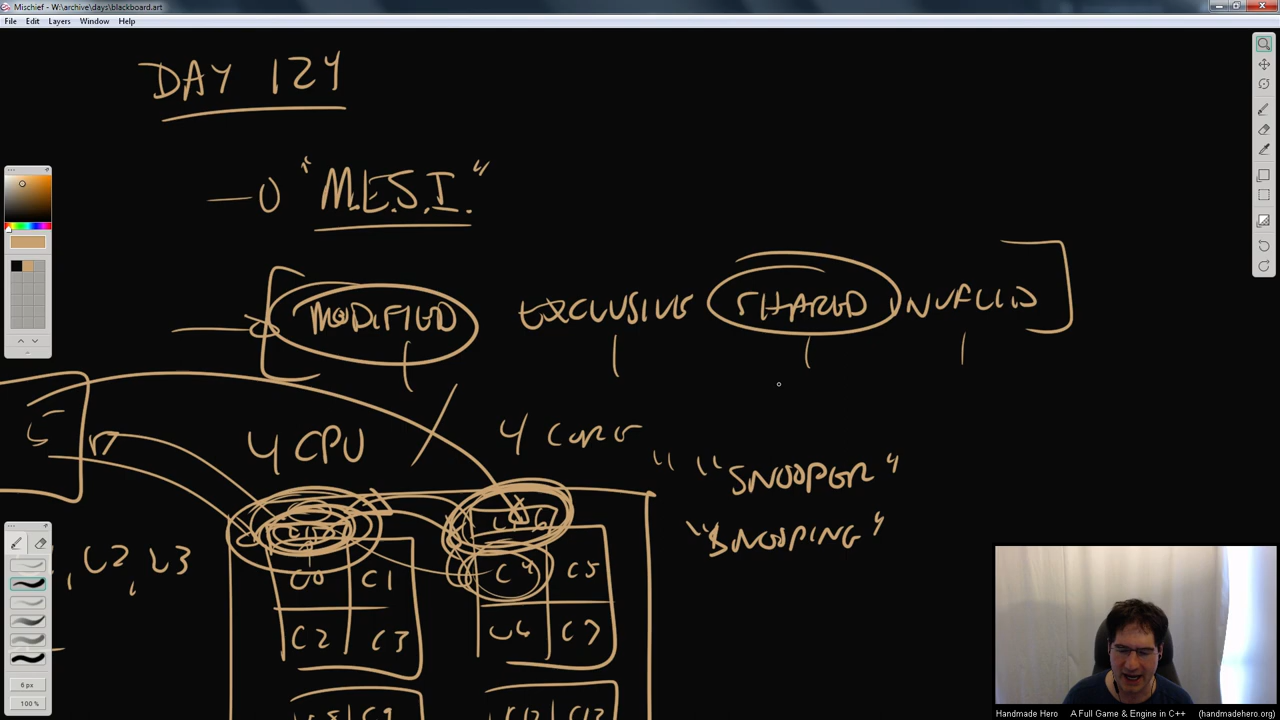 Mischief - W:\archive\days\blackboard.art
File Edit Layers Window Help
DAY 124
"M.E.S.I."
MODIFIED EXCLUSIVE SHARED INVALID
4 CPU / 4 CORE
"SNOOPER"
"SNOOPING"
, C2, L3
C0 C1 C4 C5
C2 C3 C6 C7
6 px
100 %
Handmade Hero A Full Game & Engine in C++ (handmadehero.org)